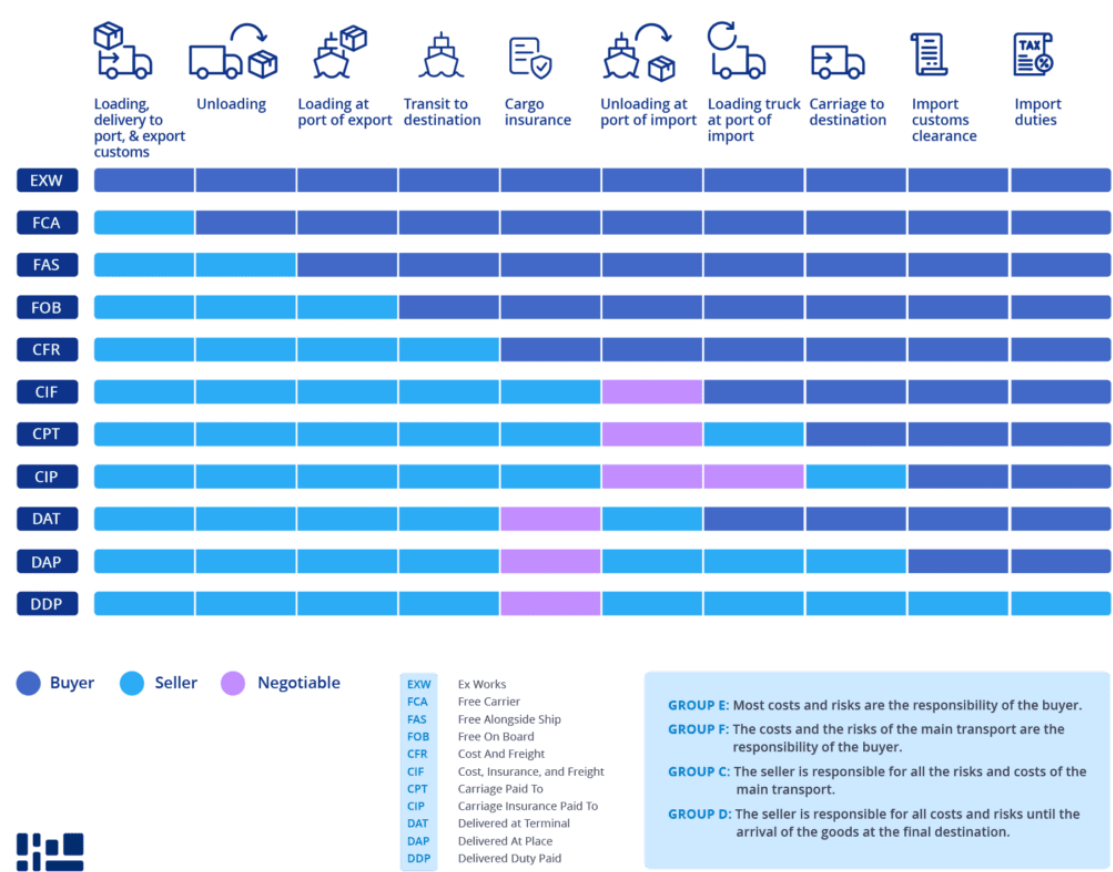 TAX
Loading,
delivery to
port, & export
customs
Unloading
Loading at
port of export
Transit to
destination
Cargo
insurance
Unloading at
port of import
Loading truck
at port of
import
Carriage to
destination
Import
customs
clearance
Import
duties
EXW
FCA
FAS
FOB
CFR
CIF
CPT
CIP
DAT
DAP
DDP
Buyer
Seller
Negotiable
EXW Ex Works
FCA Free Carrier
FAS Free Alongside Ship
FOB Free On Board
CFR Cost And Freight
CIF Cost, Insurance, and Freight
CPT Carriage Paid To
CIP Carriage Insurance Paid To
DAT Delivered at Terminal
DAP Delivered At Place
DDP Delivered Duty Paid
GROUP E: Most costs and risks are the responsibility of the buyer.
GROUP F: The costs and the risks of the main transport are the
responsibility of the buyer.
GROUP C: The seller is responsible for all the risks and costs of the
main transport.
GROUP D: The seller is responsible for all costs and risks until the
arrival of the goods at the final destination.